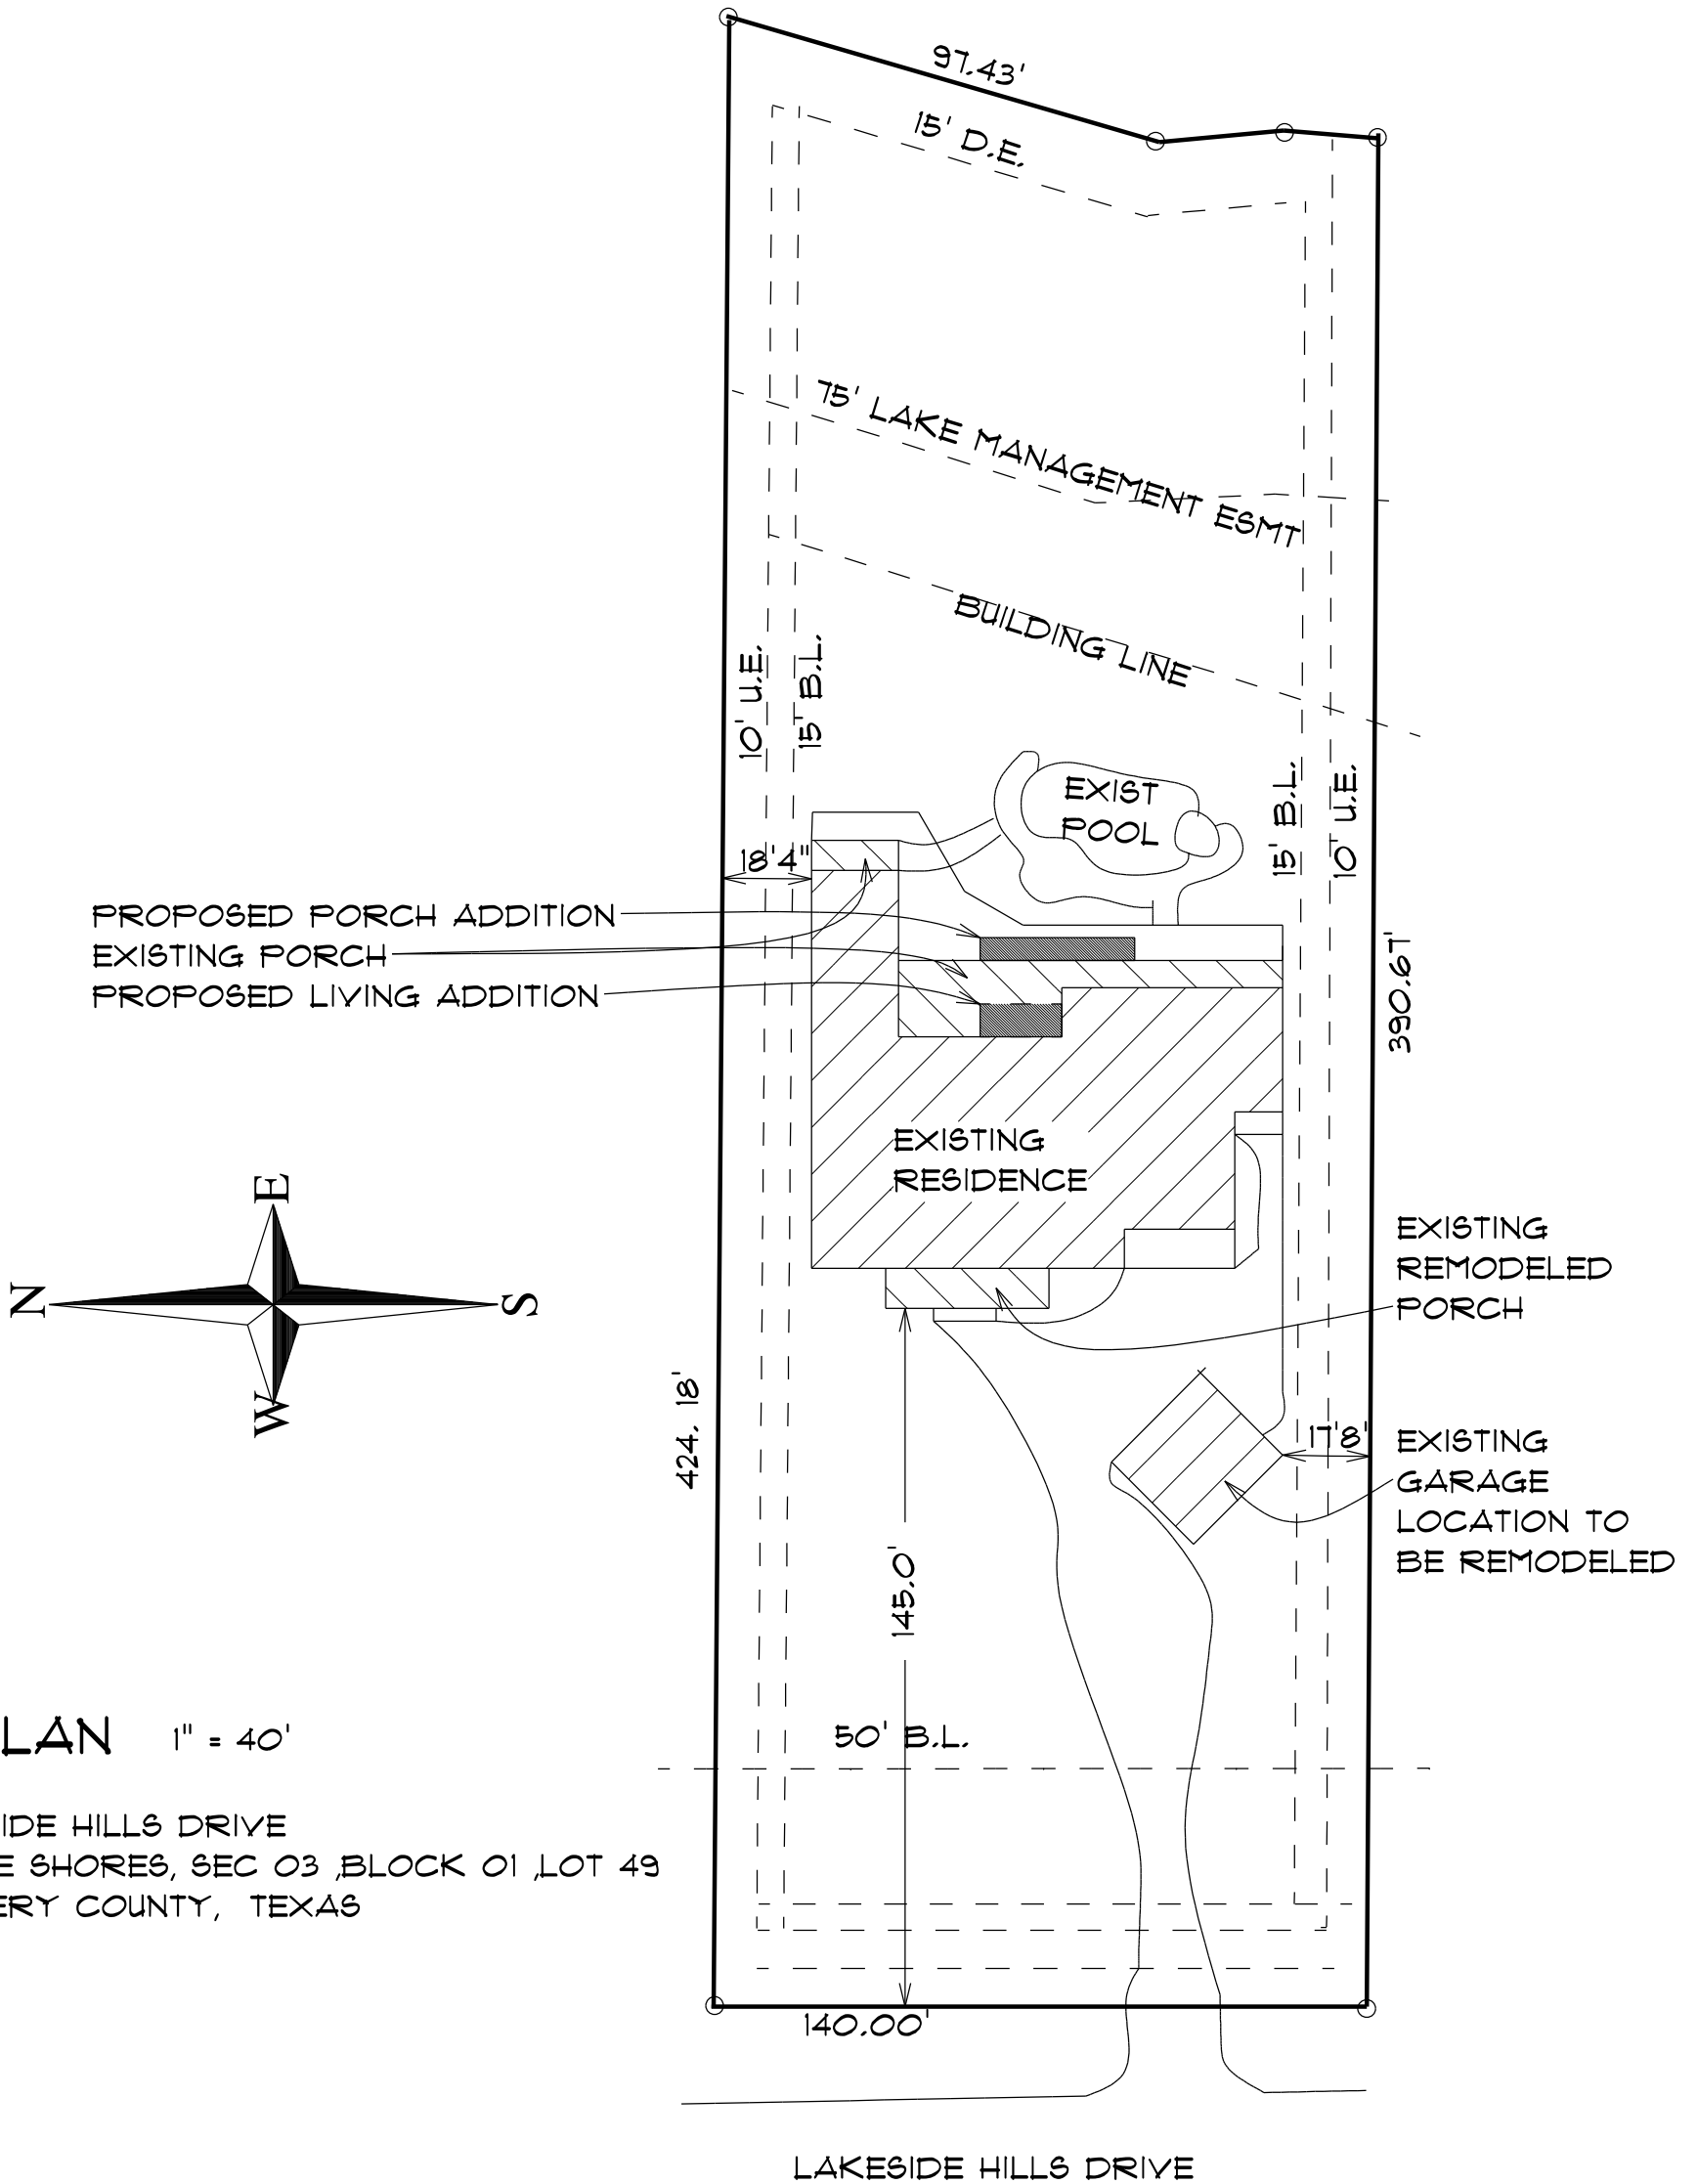 97.43'
15' D.E.
75' LAKE MANAGEMENT ESMT
BUILDING LINE
10' U.E.
15' B.L.
EXIST
POOL
15' B.L.
10' U.E.
18'4"
PROPOSED PORCH ADDITION
EXISTING PORCH
PROPOSED LIVING ADDITION
390.67'
EXISTING
RESIDENCE
E
N
S
W
EXISTING
REMODELED
PORCH
424. 18'
17'8'
EXISTING
GARAGE
LOCATION TO
BE REMODELED
145.0'
LAN 1" = 40'
50' B.L.
IDE HILLS DRIVE
E SHORES, SEC 03 ,BLOCK 01 ,LOT 49
ERY COUNTY, TEXAS
140.00'
LAKESIDE HILLS DRIVE